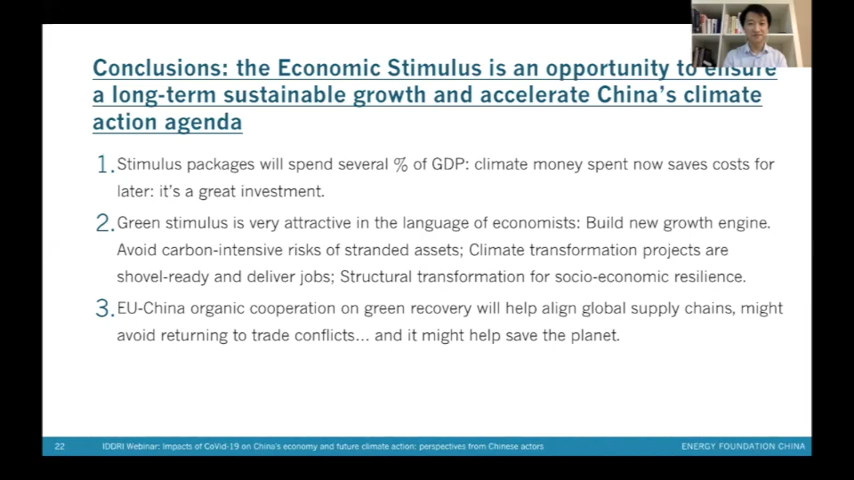 Conclusions: the Economic Stimulus is an opportunity to ensure
a long-term sustainable growth and accelerate China's climate
action agenda
1. Stimulus packages will spend several % of GDP: climate money spent now saves costs for
later: it's a great investment.
2. Green stimulus is very attractive in the language of economists: Build new growth engine.
Avoid carbon-intensive risks of stranded assets; Climate transformation projects are
shovel-ready and deliver jobs; Structural transformation for socio-economic resilience.
3. EU-China organic cooperation on green recovery will help align global supply chains, might
avoid returning to trade conflicts... and it might help save the planet.
22 IDDRI Webinar: Impacts of CoVid-19 on China's economy and future climate action: perspectives from Chinese actors ENERGY FOUNDATION CHINA